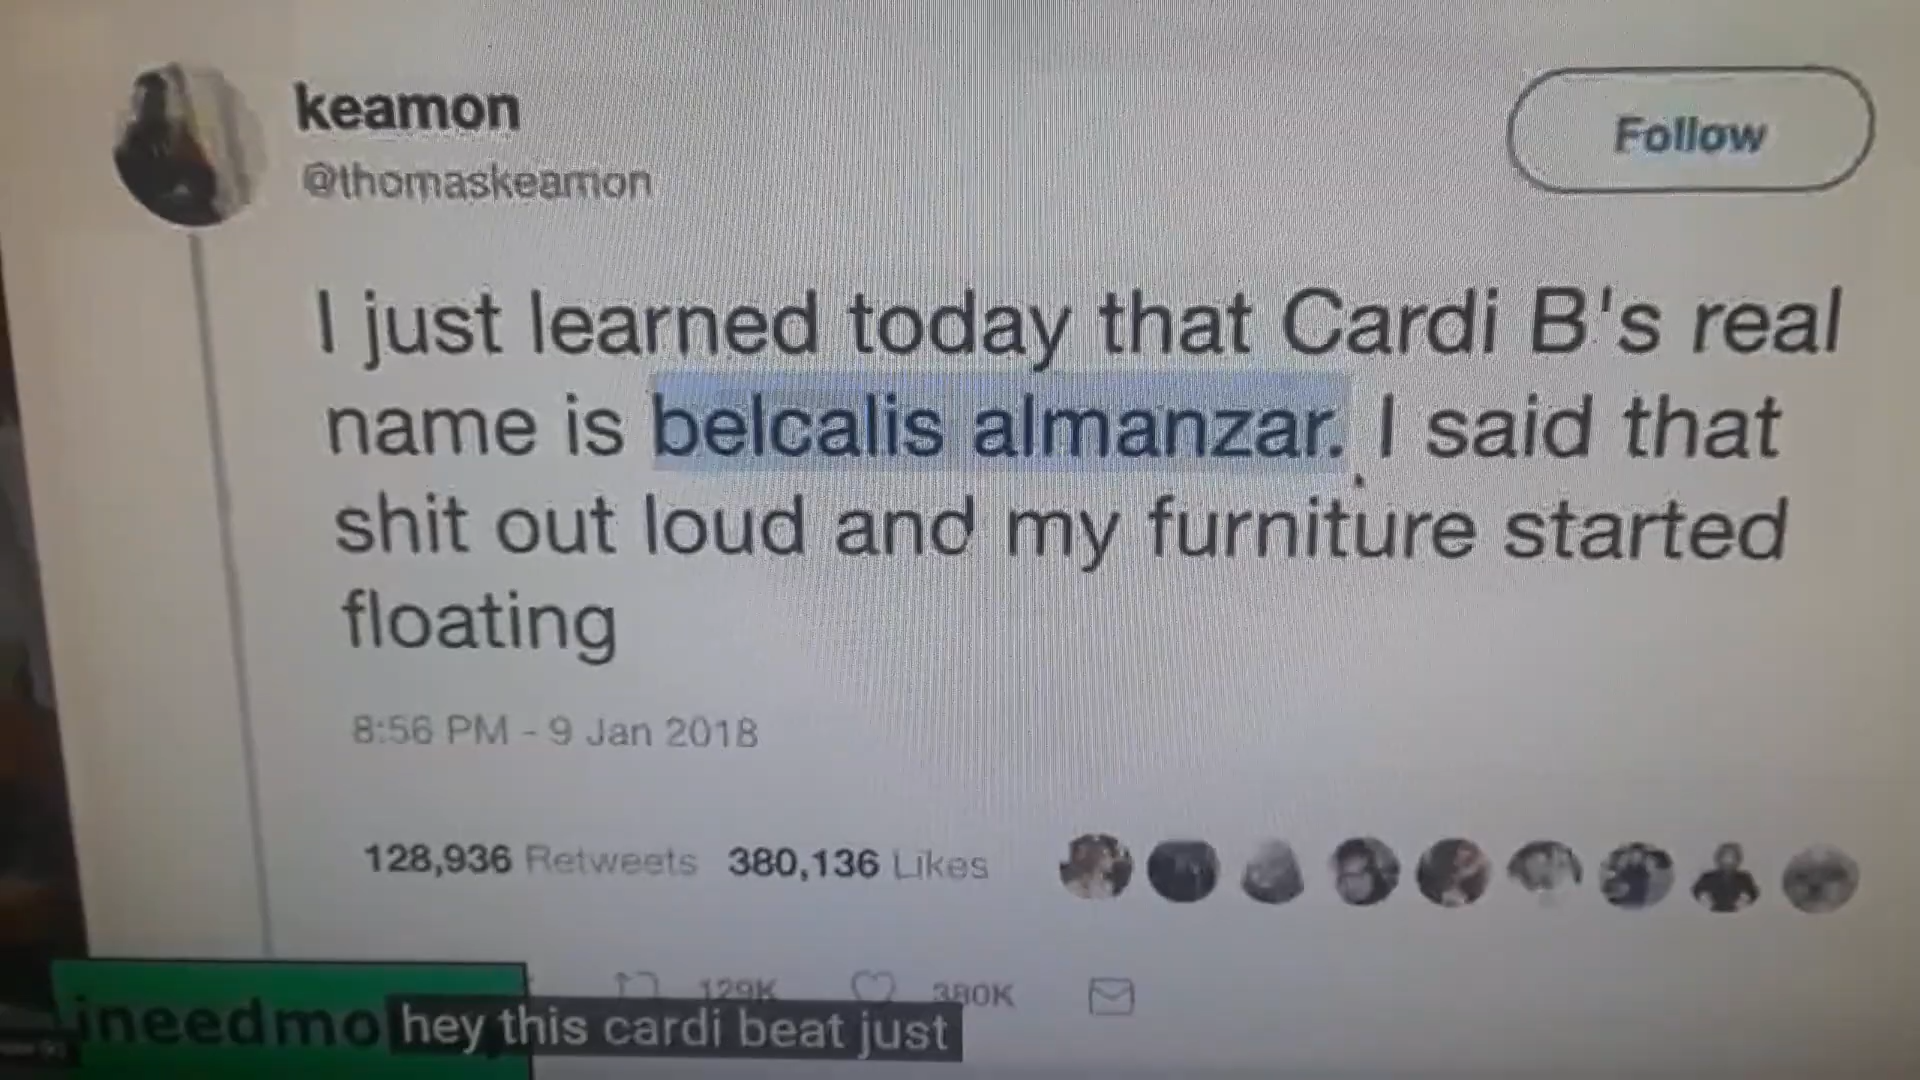 keamon
@thomaskeamon
Follow
I just learned today that Cardi B's real
name is belcalis almanzar. I said that
shit out loud and my furniture started
floating
8:56 PM - 9 Jan 2018
128,936 Retweets 380,136 Likes
129K 380K
ineedmo
hey this cardi beat just